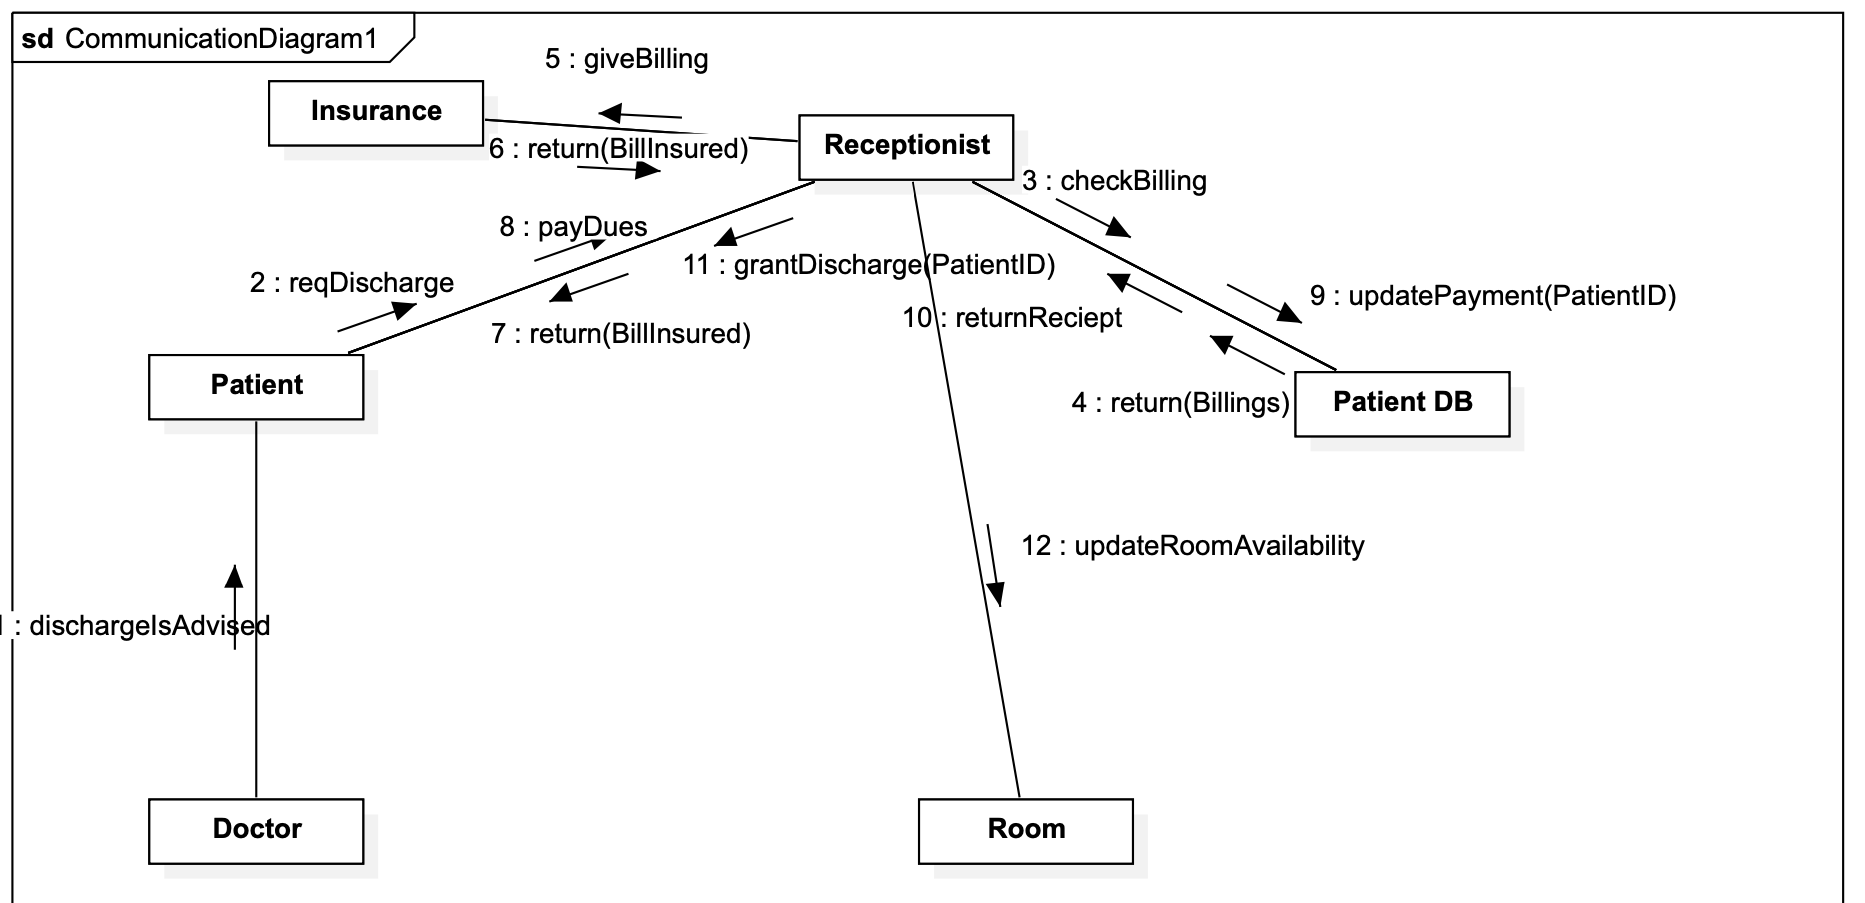 sd CommunicationDiagram1
5 : giveBilling
Insurance
Receptionist
6 : return(BillInsured)
3 : checkBilling
8 : payDues
11 : grantDischarge(PatientID)
2 : reqDischarge
9 : updatePayment(PatientID)
10 : returnReciept
7 : return(BillInsured)
Patient
4 : return(Billings)
Patient DB
12 : updateRoomAvailability
1 : dischargeIsAdvised
Doctor
Room